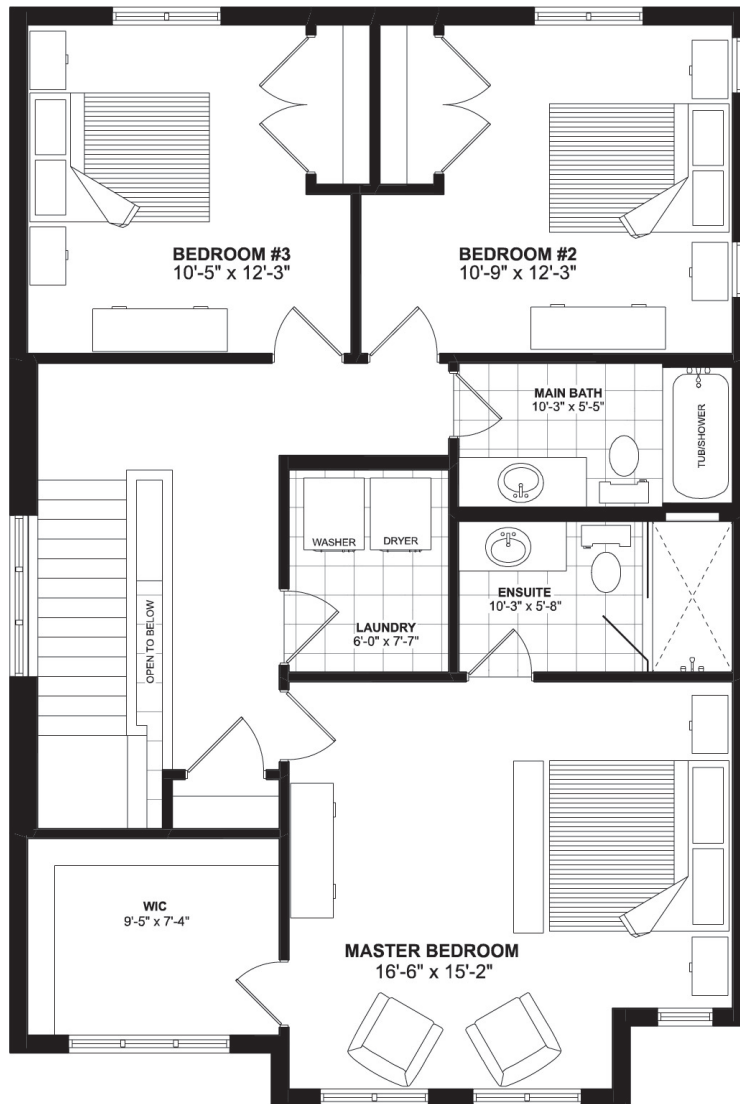 BEDROOM #3
10'-5" x 12'-3"
BEDROOM #2
10'-9" x 12'-3"
MAIN BATH
10'-3" x 5'-5"
TUB/SHOWER
WASHER
DRYER
LAUNDRY
6'-0" x 7'-7"
ENSUITE
10'-3" x 5'-8"
OPEN TO BELOW
WIC
9'-5" x 7'-4"
MASTER BEDROOM
16'-6" x 15'-2"